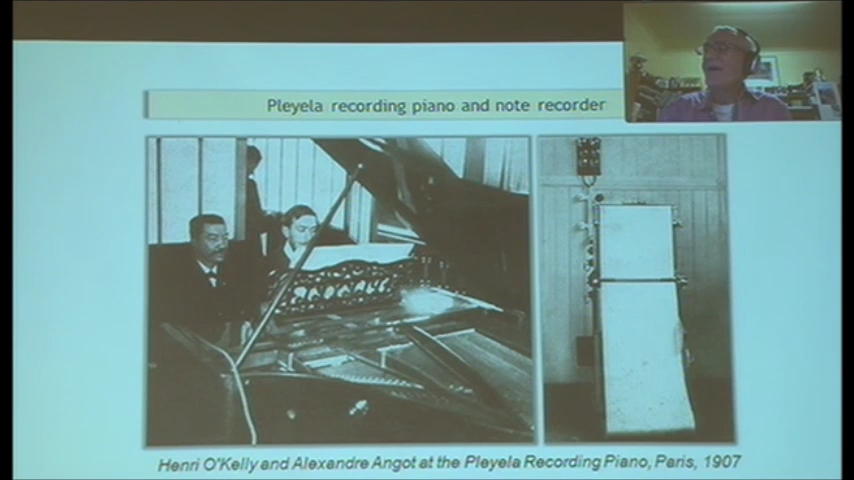 Pleyela recording piano and note recorder
Henri O'Kelly and Alexandre Angot at the Pleyela Recording Piano, Paris, 1907